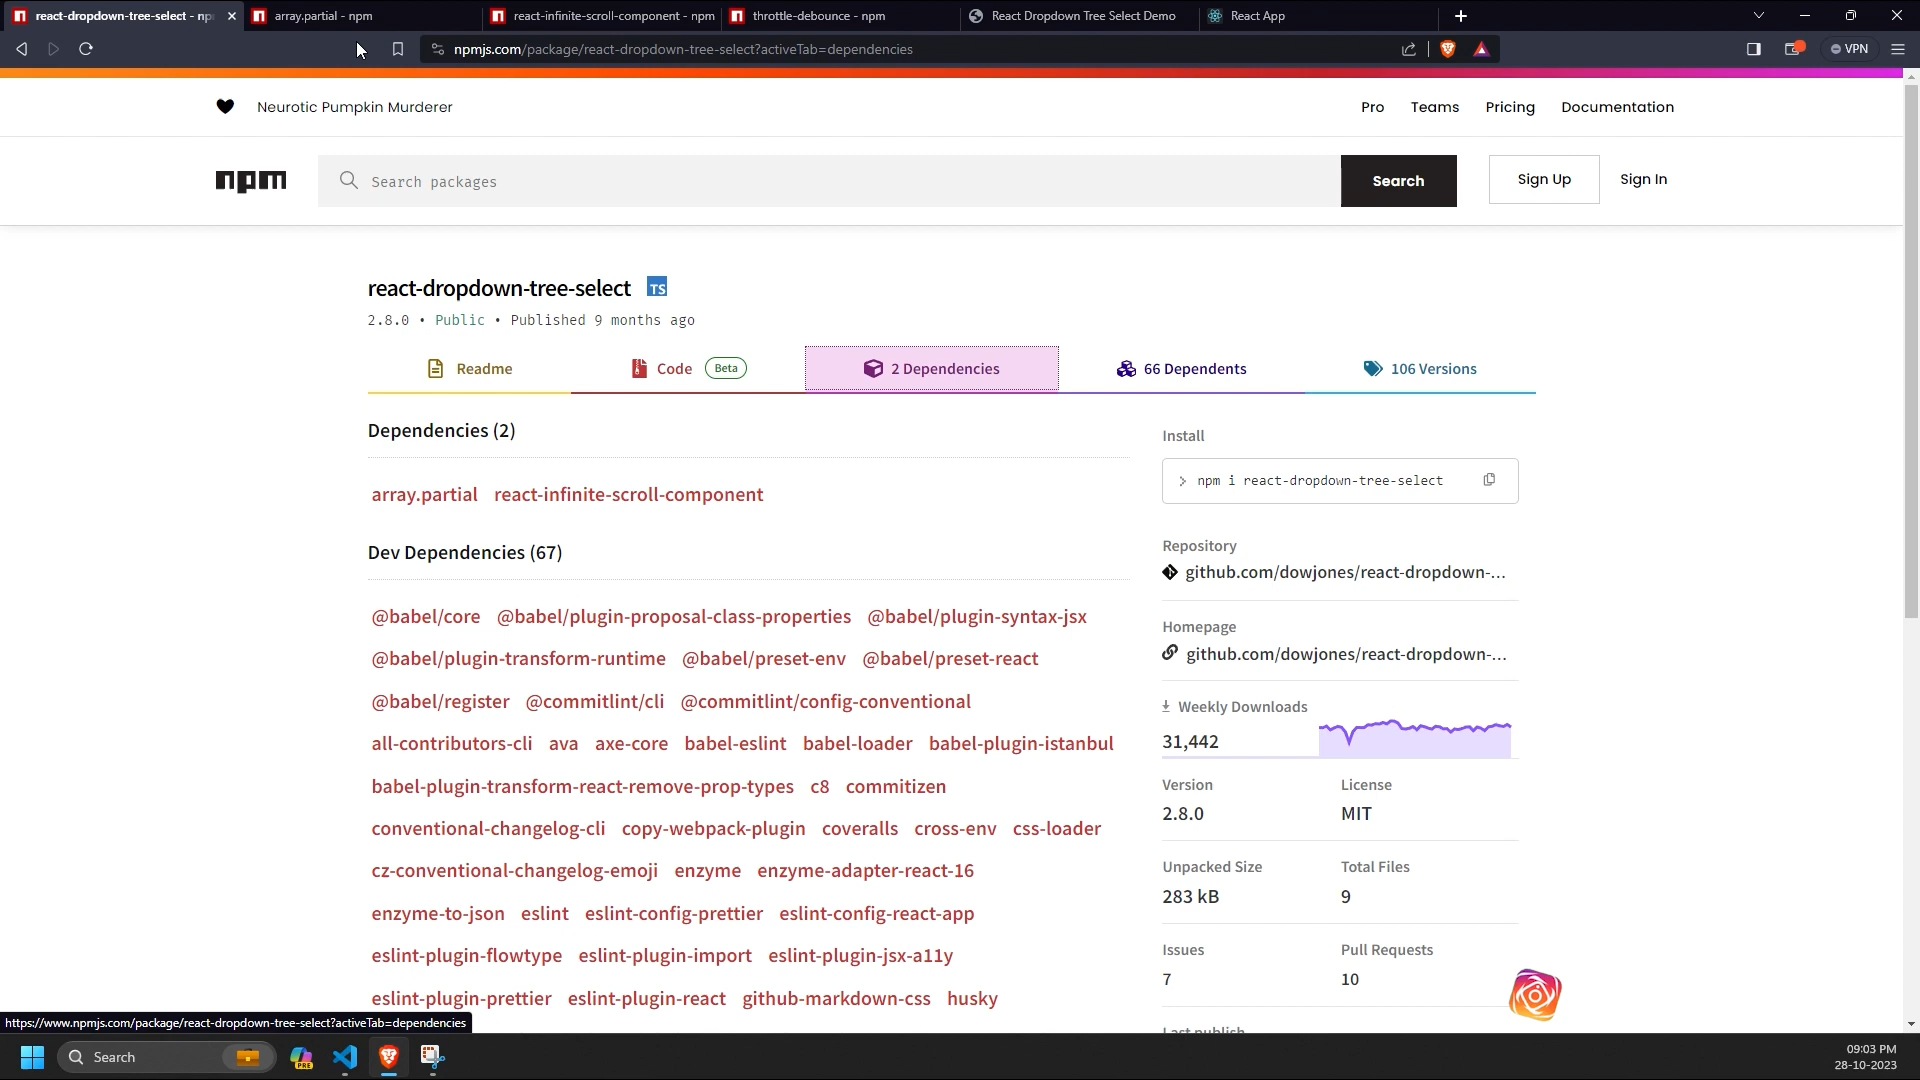 react-dropdown-tree-select - np
array.partial - npm
react-infinite-scroll-component - npm
throttle-debounce - npm
React Dropdown Tree Select Demo
React App
npmjs.com/package/react-dropdown-tree-select?activeTab=dependencies
VPN
Neurotic Pumpkin Murderer
Pro Teams Pricing Documentation
npm
Search packages
Search
Sign Up
Sign In
react-dropdown-tree-select TS
2.8.0 • Public • Published 9 months ago
Readme
Code Beta
2 Dependencies
66 Dependents
106 Versions
Dependencies (2)
array.partial react-infinite-scroll-component
Dev Dependencies (67)
@babel/core @babel/plugin-proposal-class-properties @babel/plugin-syntax-jsx
@babel/plugin-transform-runtime @babel/preset-env @babel/preset-react
@babel/register @commitlint/cli @commitlint/config-conventional
all-contributors-cli ava axe-core babel-eslint babel-loader babel-plugin-istanbul
babel-plugin-transform-react-remove-prop-types c8 commitizen
conventional-changelog-cli copy-webpack-plugin coveralls cross-env css-loader
cz-conventional-changelog-emoji enzyme enzyme-adapter-react-16
enzyme-to-json eslint eslint-config-prettier eslint-config-react-app
eslint-plugin-flowtype eslint-plugin-import eslint-plugin-jsx-a11y
eslint-plugin-prettier eslint-plugin-react github-markdown-css husky
Install
> npm i react-dropdown-tree-select
Repository
github.com/dowjones/react-dropdown-...
Homepage
github.com/dowjones/react-dropdown-...
Weekly Downloads
31,442
Version License
2.8.0 MIT
Unpacked Size Total Files
283 kB 9
Issues Pull Requests
7 10
Last publish
https://www.npmjs.com/package/react-dropdown-tree-select?activeTab=dependencies
Search
PRE
09:03 PM
28-10-2023